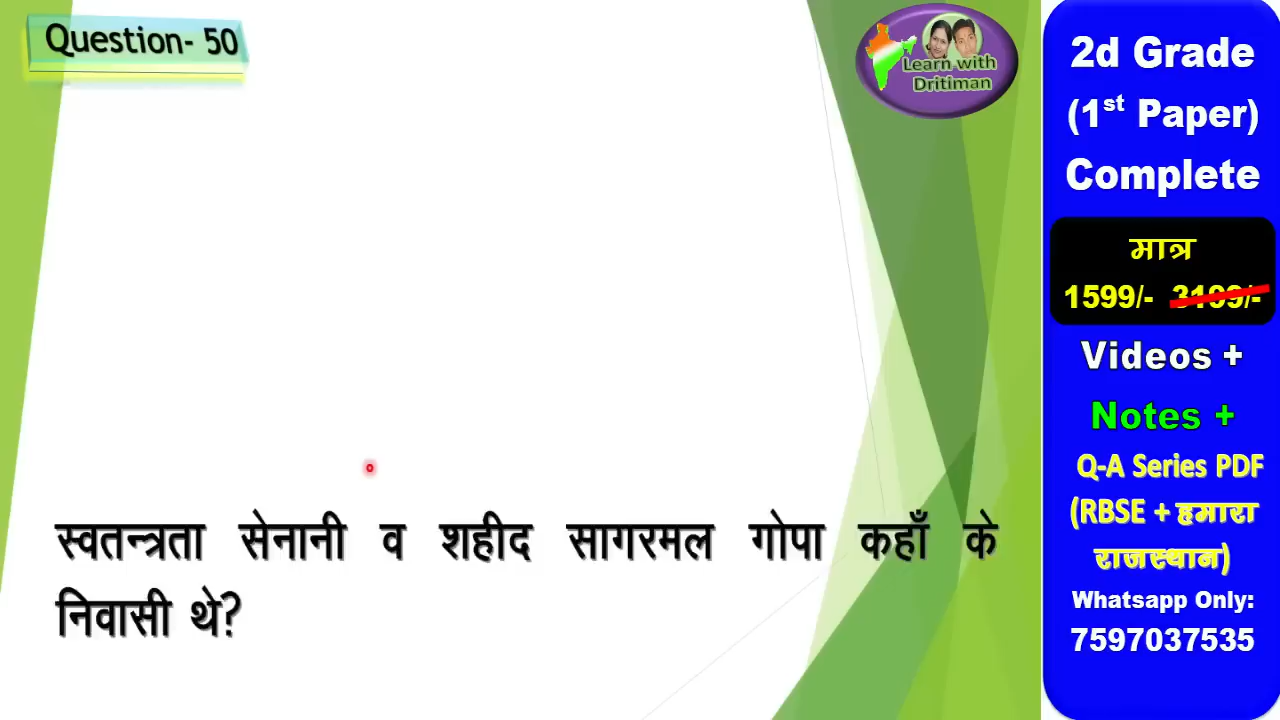 Question- 50
Learn with
Dritiman
स्वतन्त्रता सेनानी व शहीद सागरमल गोपा कहाँ के
निवासी थे?
2d Grade
(1st Paper)
Complete
मात्र
1599/- 3199/-
Videos +
Notes +
Q-A Series PDF
(RBSE + हमारा
राजस्थान)
Whatsapp Only:
7597037535